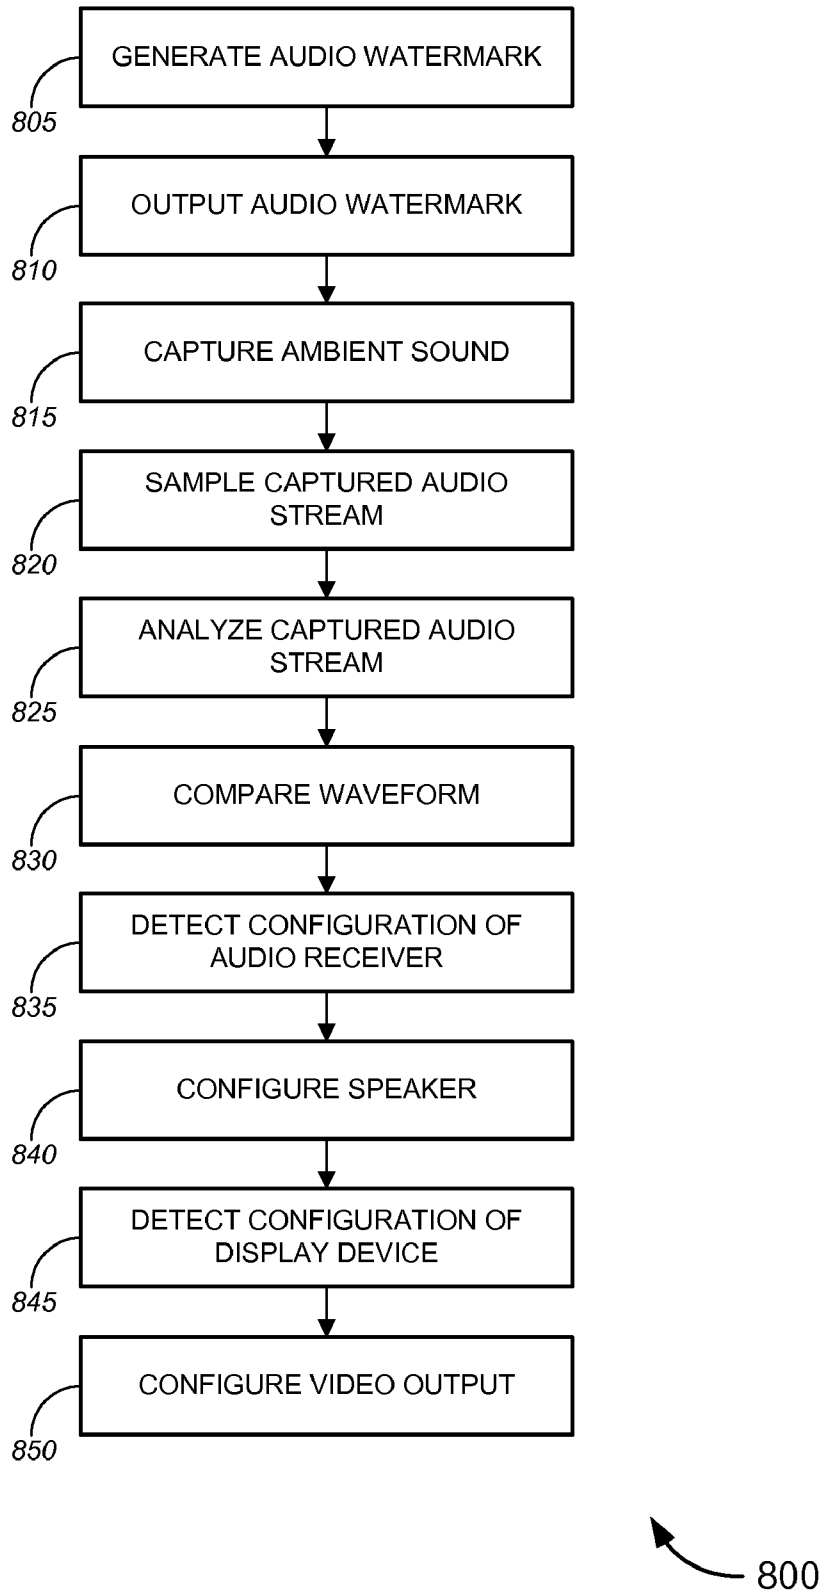 GENERATE AUDIO WATERMARK
805
OUTPUT AUDIO WATERMARK
810
CAPTURE AMBIENT SOUND
815
SAMPLE CAPTURED AUDIO
STREAM
820
ANALYZE CAPTURED AUDIO
STREAM
825
COMPARE WAVEFORM
830
DETECT CONFIGURATION OF
AUDIO RECEIVER
835
CONFIGURE SPEAKER
840
DETECT CONFIGURATION OF
DISPLAY DEVICE
845
CONFIGURE VIDEO OUTPUT
850
800